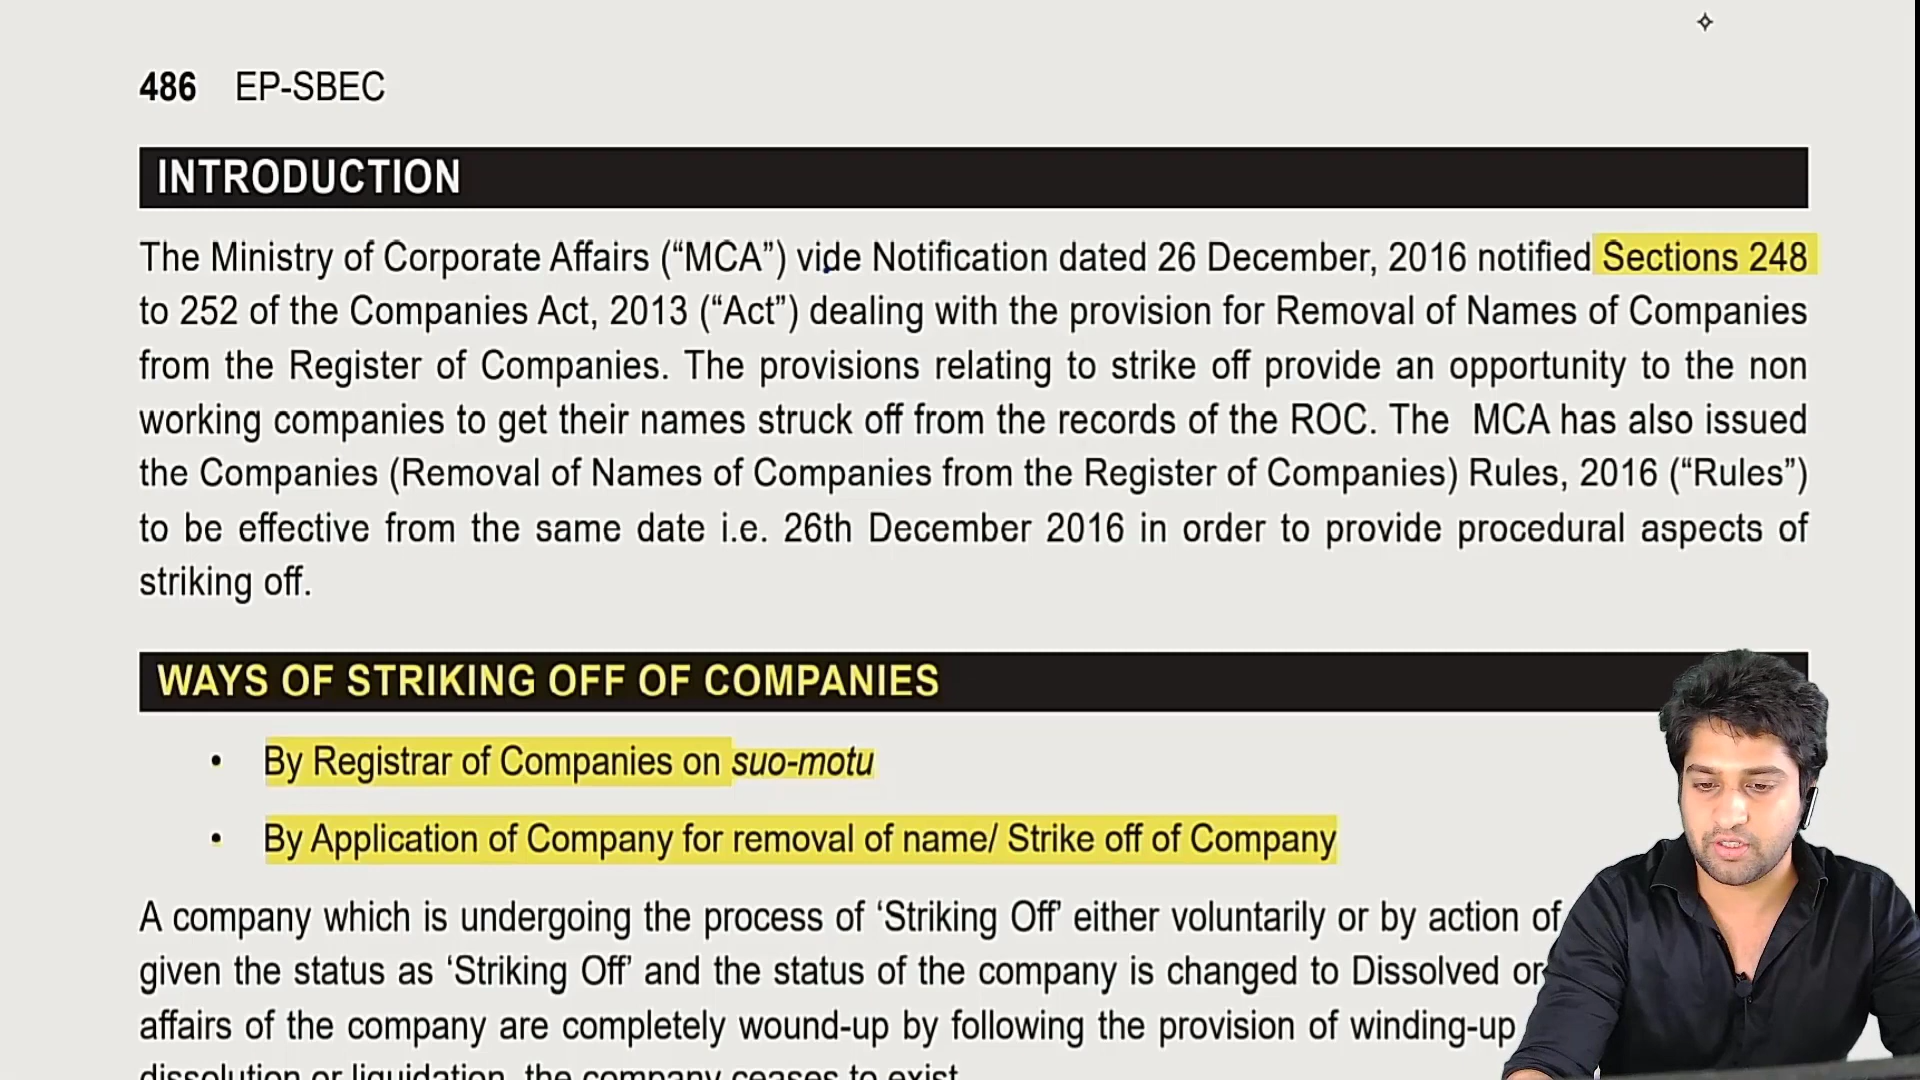 486 EP-SBEC
INTRODUCTION
The Ministry of Corporate Affairs (“MCA”) vide Notification dated 26 December, 2016 notified Sections 248
to 252 of the Companies Act, 2013 (“Act”) dealing with the provision for Removal of Names of Companies
from the Register of Companies. The provisions relating to strike off provide an opportunity to the non
working companies to get their names struck off from the records of the ROC. The MCA has also issued
the Companies (Removal of Names of Companies from the Register of Companies) Rules, 2016 (“Rules”)
to be effective from the same date i.e. 26th December 2016 in order to provide procedural aspects of
striking off.
WAYS OF STRIKING OFF OF COMPANIES
• By Registrar of Companies on suo-motu
• By Application of Company for removal of name/ Strike off of Company
A company which is undergoing the process of ‘Striking Off’ either voluntarily or by action of
given the status as ‘Striking Off’ and the status of the company is changed to Dissolved or
affairs of the company are completely wound-up by following the provision of winding-up
dissolution or liquidation, the company ceases to exist